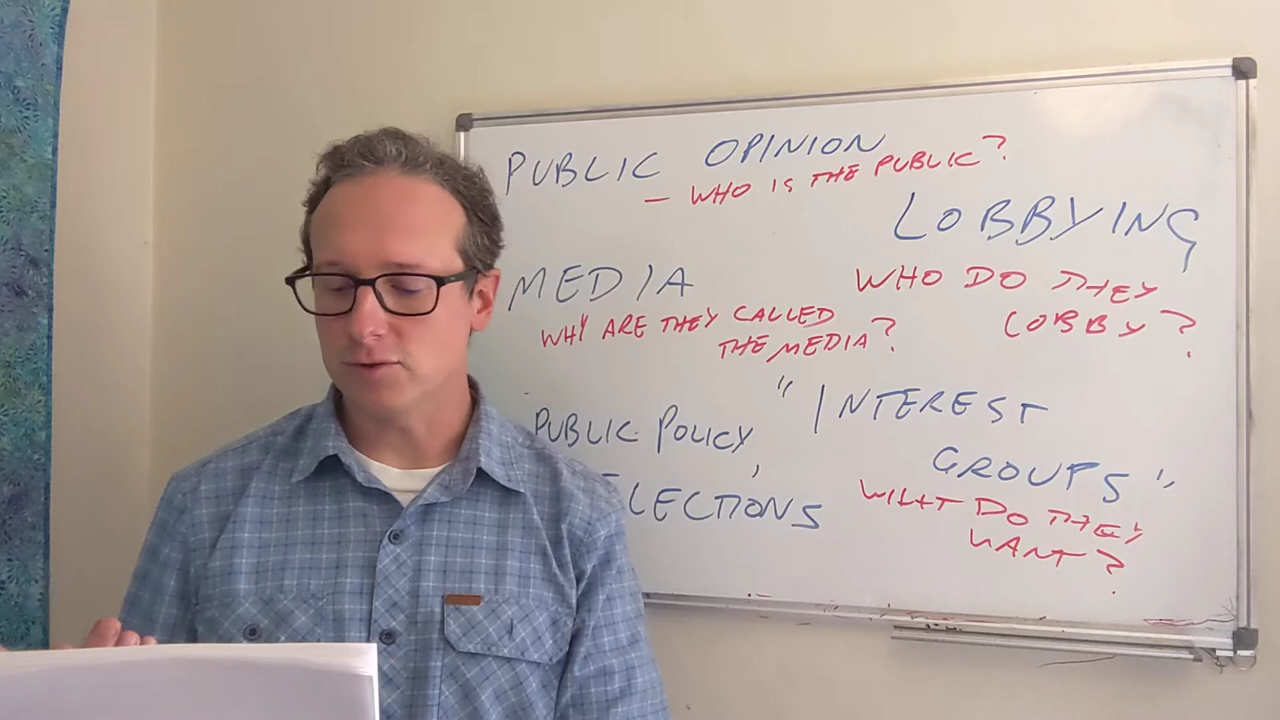 PUBLIC OPINION
— WHO IS THE PUBLIC?
LOBBYING
WHO DO THEY
LOBBY?
MEDIA
WHY ARE THEY CALLED
THE MEDIA?
"INTEREST
GROUPS"
WHAT DO THEY
WANT?
PUBLIC POLICY
LECTIONS